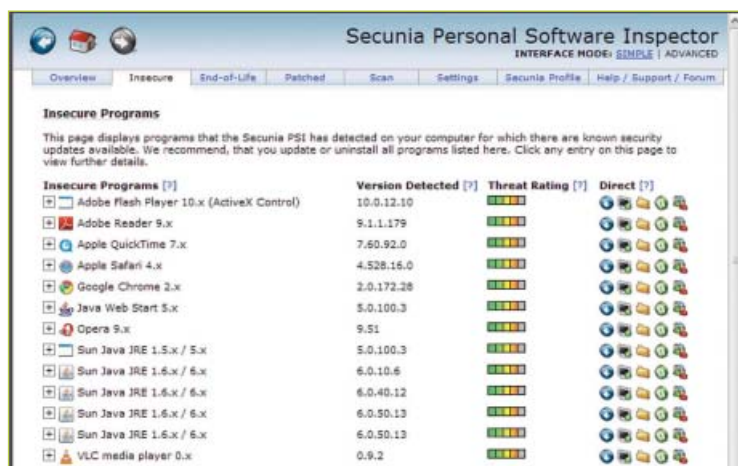 Secunia Personal Software Inspector
INTERFACE MODE: SIMPLE | ADVANCED
Overview Insecure End-of-Life Patched Scan Settings Secunia Profile Help / Support / Forum
Insecure Programs
This page displays programs that the Secunia PSI has detected on your computer for which there are known security
updates available. We recommend, that you update or uninstall all programs listed here. Click any entry on this page to
view further details.
Insecure Programs [?] Version Detected [?] Threat Rating [?] Direct [?]
Adobe Flash Player 10.x (ActiveX Control) 10.0.12.10
Adobe Reader 9.x 9.1.1.179
Apple QuickTime 7.x 7.60.92.0
Apple Safari 4.x 4.528.16.0
Google Chrome 2.x 2.0.172.28
Java Web Start 5.x 5.0.100.3
Opera 9.x 9.51
Sun Java JRE 1.5.x / 5.x 5.0.100.3
Sun Java JRE 1.6.x / 6.x 6.0.10.6
Sun Java JRE 1.6.x / 6.x 6.0.40.12
Sun Java JRE 1.6.x / 6.x 6.0.50.13
Sun Java JRE 1.6.x / 6.x 6.0.50.13
VLC media player 0.x 0.9.2